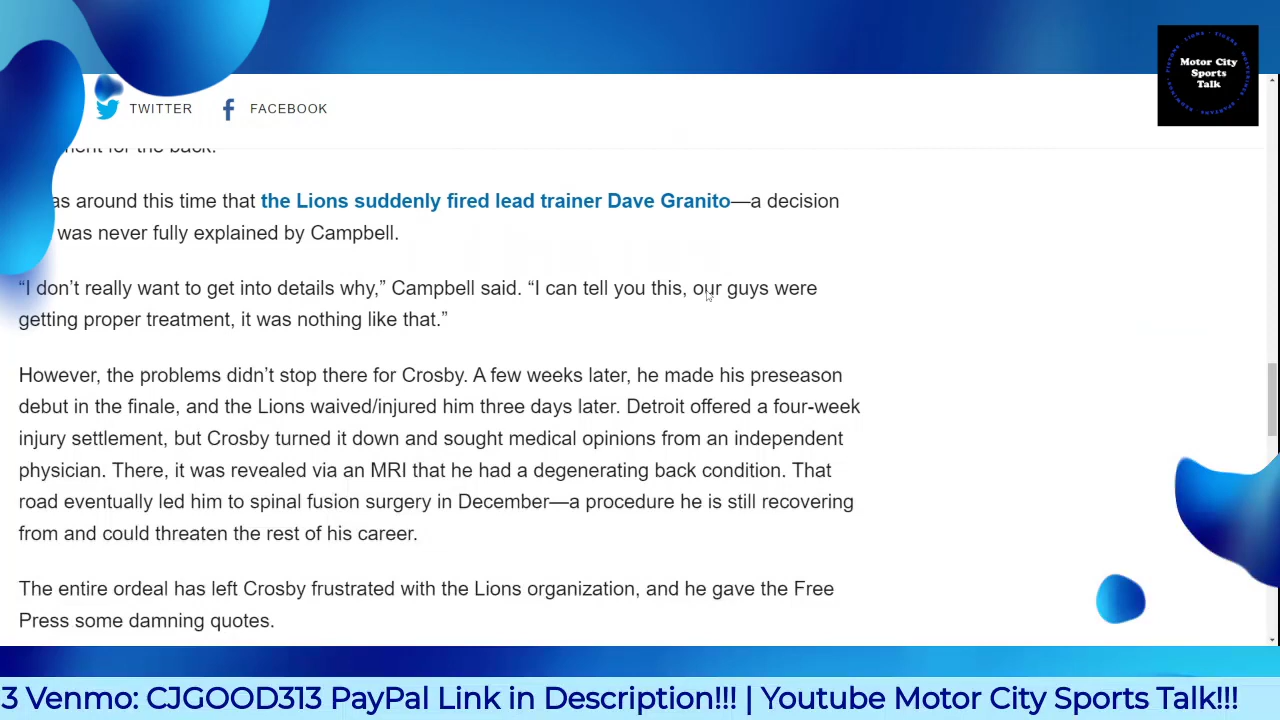 Motor City
Sports
Talk
TWITTER FACEBOOK
for the back.
as around this time that the Lions suddenly fired lead trainer Dave Granito—a decision
was never fully explained by Campbell.
“I don’t really want to get into details why,” Campbell said. “I can tell you this, our guys were
getting proper treatment, it was nothing like that.”
However, the problems didn’t stop there for Crosby. A few weeks later, he made his preseason
debut in the finale, and the Lions waived/injured him three days later. Detroit offered a four-week
injury settlement, but Crosby turned it down and sought medical opinions from an independent
physician. There, it was revealed via an MRI that he had a degenerating back condition. That
road eventually led him to spinal fusion surgery in December—a procedure he is still recovering
from and could threaten the rest of his career.
The entire ordeal has left Crosby frustrated with the Lions organization, and he gave the Free
Press some damning quotes.
3 Venmo: CJGOOD313 PayPal Link in Description!!! | Youtube Motor City Sports Talk!!!